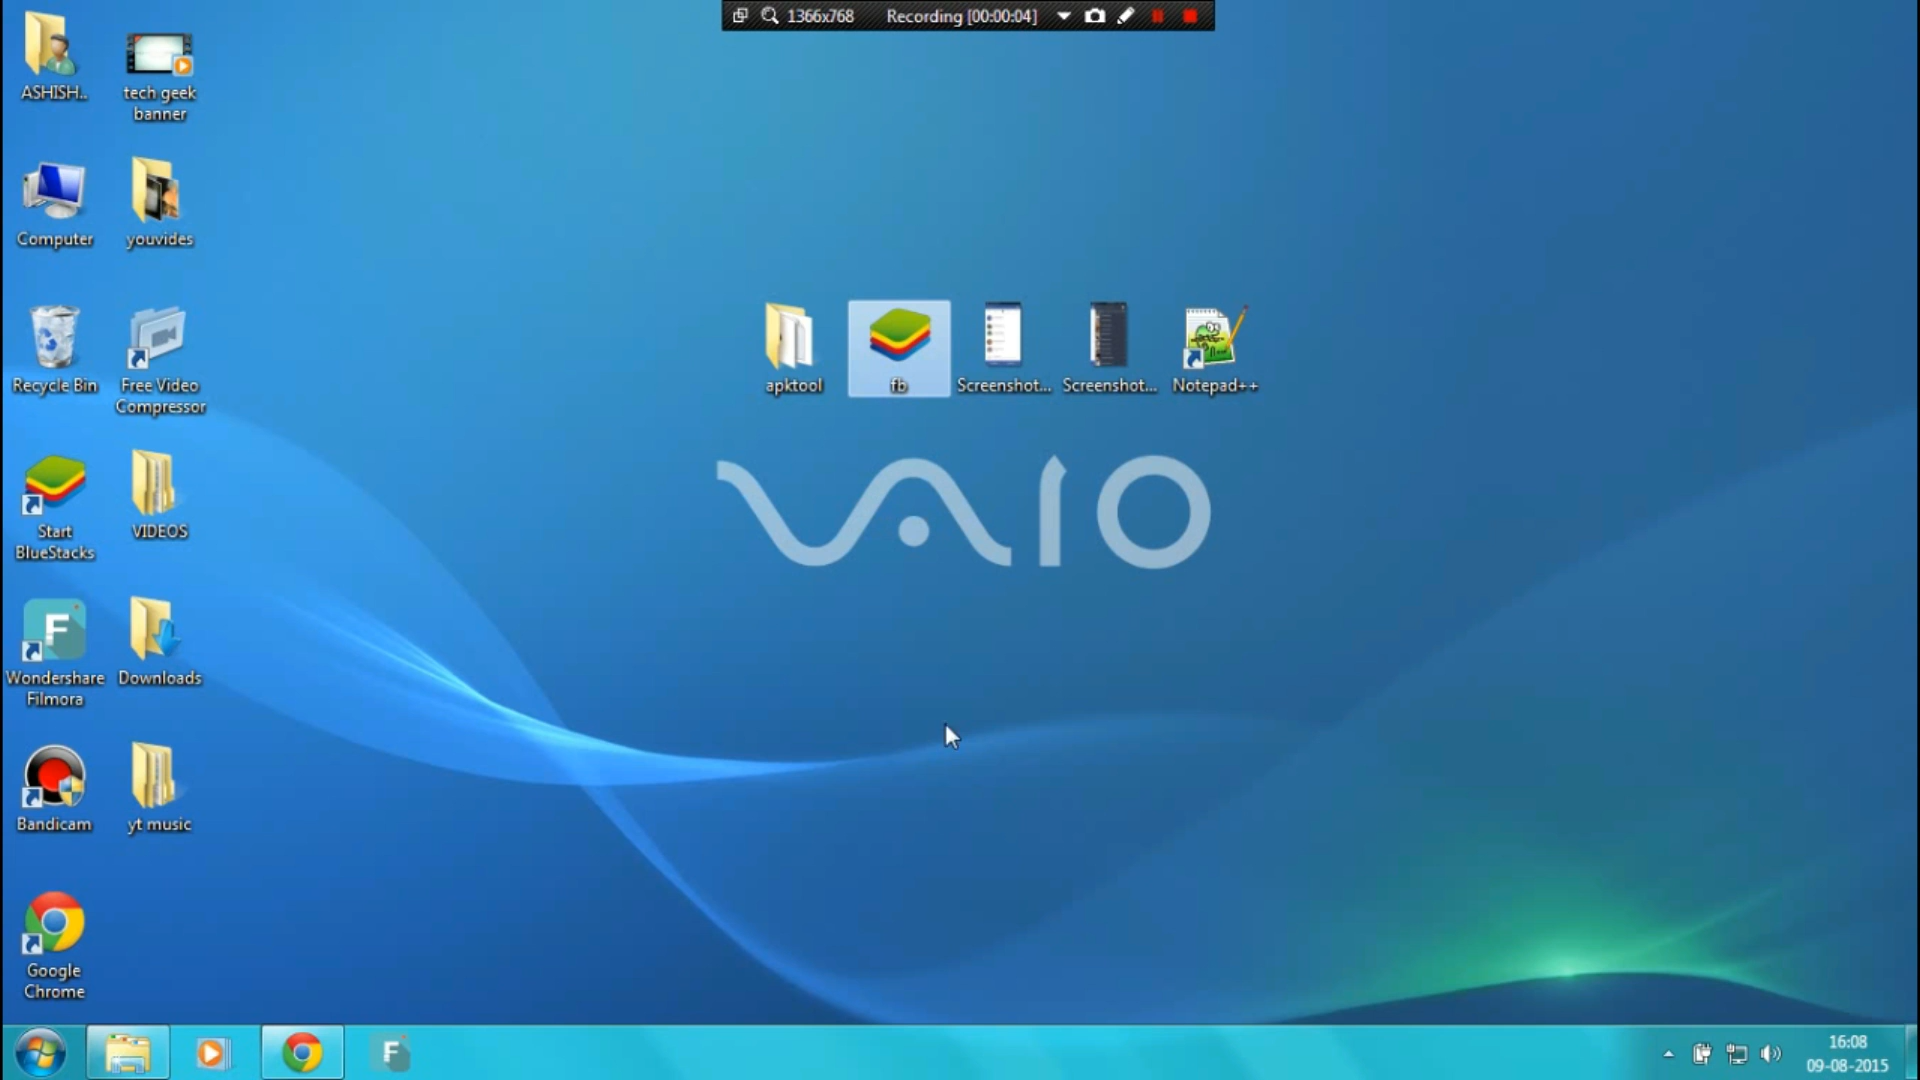 1366x768 Recording [00:00:04]
ASHISH..
tech geek
banner
Computer
youvides
Recycle Bin
Free Video
Compressor
apktool
fb
Screenshot...
Screenshot...
Notepad++
VAIO
Start
BlueStacks
VIDEOS
Wondershare
Filmora
Downloads
Bandicam
yt music
Google
Chrome
16:08
09-08-2015